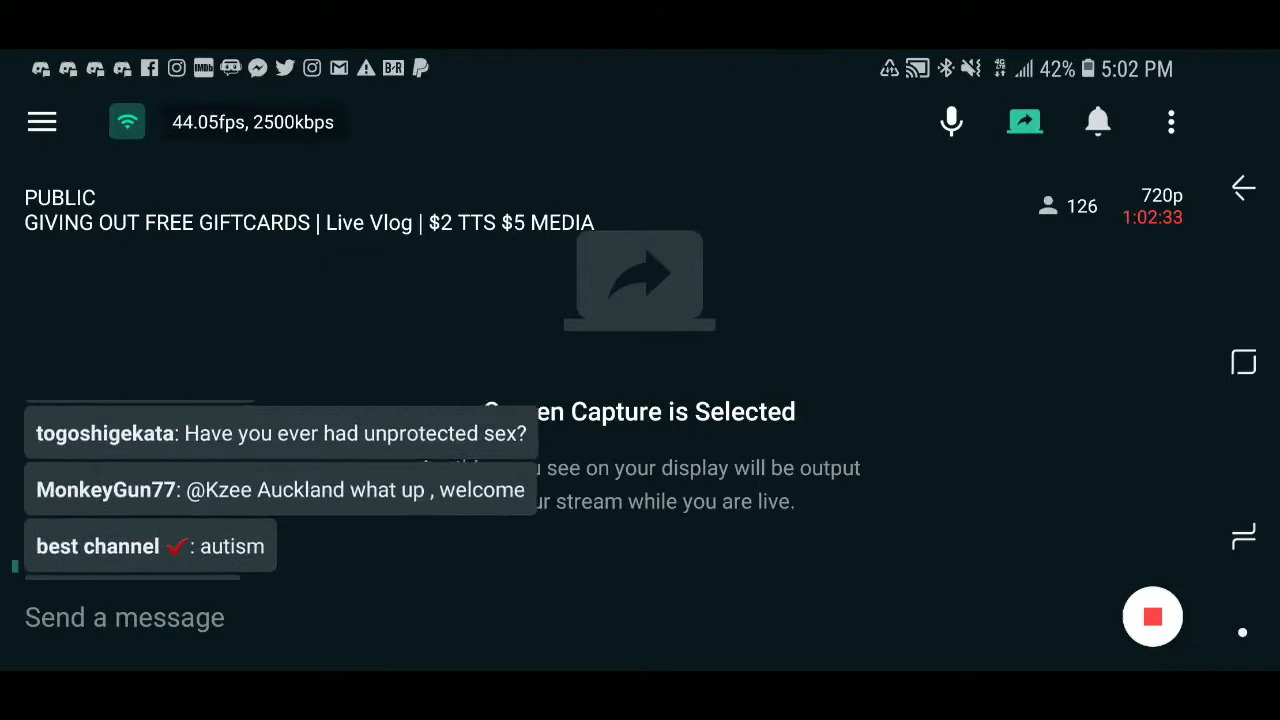 42% 5:02 PM
44.05fps, 2500kbps
PUBLIC
GIVING OUT FREE GIFTCARDS | Live Vlog | $2 TTS $5 MEDIA
126
720p
1:02:33
en Capture is Selected
togoshigekata: Have you ever had unprotected sex?
see on your display will be output
MonkeyGun77: @Kzee Auckland what up , welcome
ur stream while you are live.
best channel ✓: autism
Send a message